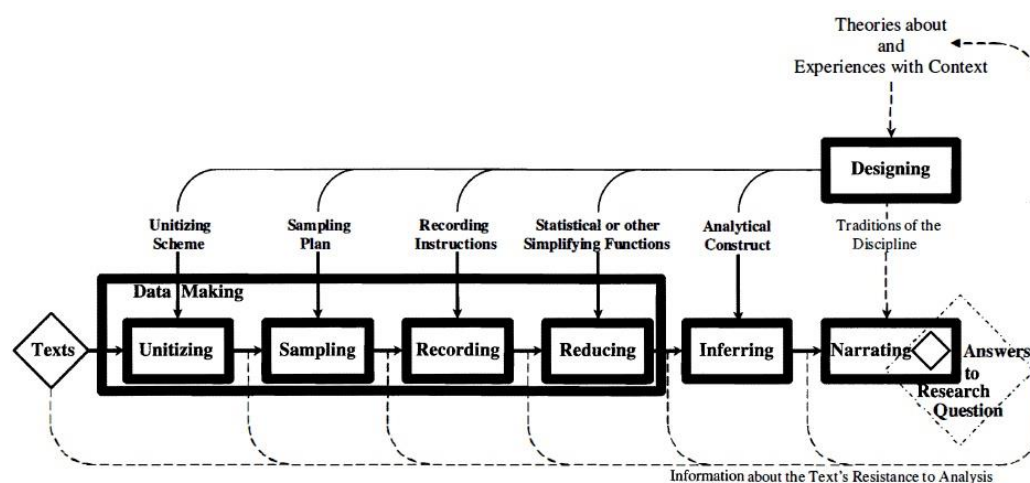 Theories about
and
Experiences with Context
Designing
Unitizing
Scheme
Sampling
Plan
Recording
Instructions
Statistical or other
Simplifying Functions
Analytical
Construct
Traditions of the
Discipline
Data Making
Texts
Unitizing
Sampling
Recording
Reducing
Inferring
Narrating
Answers
to
Research
Question
Information about the Text's Resistance to Analysis